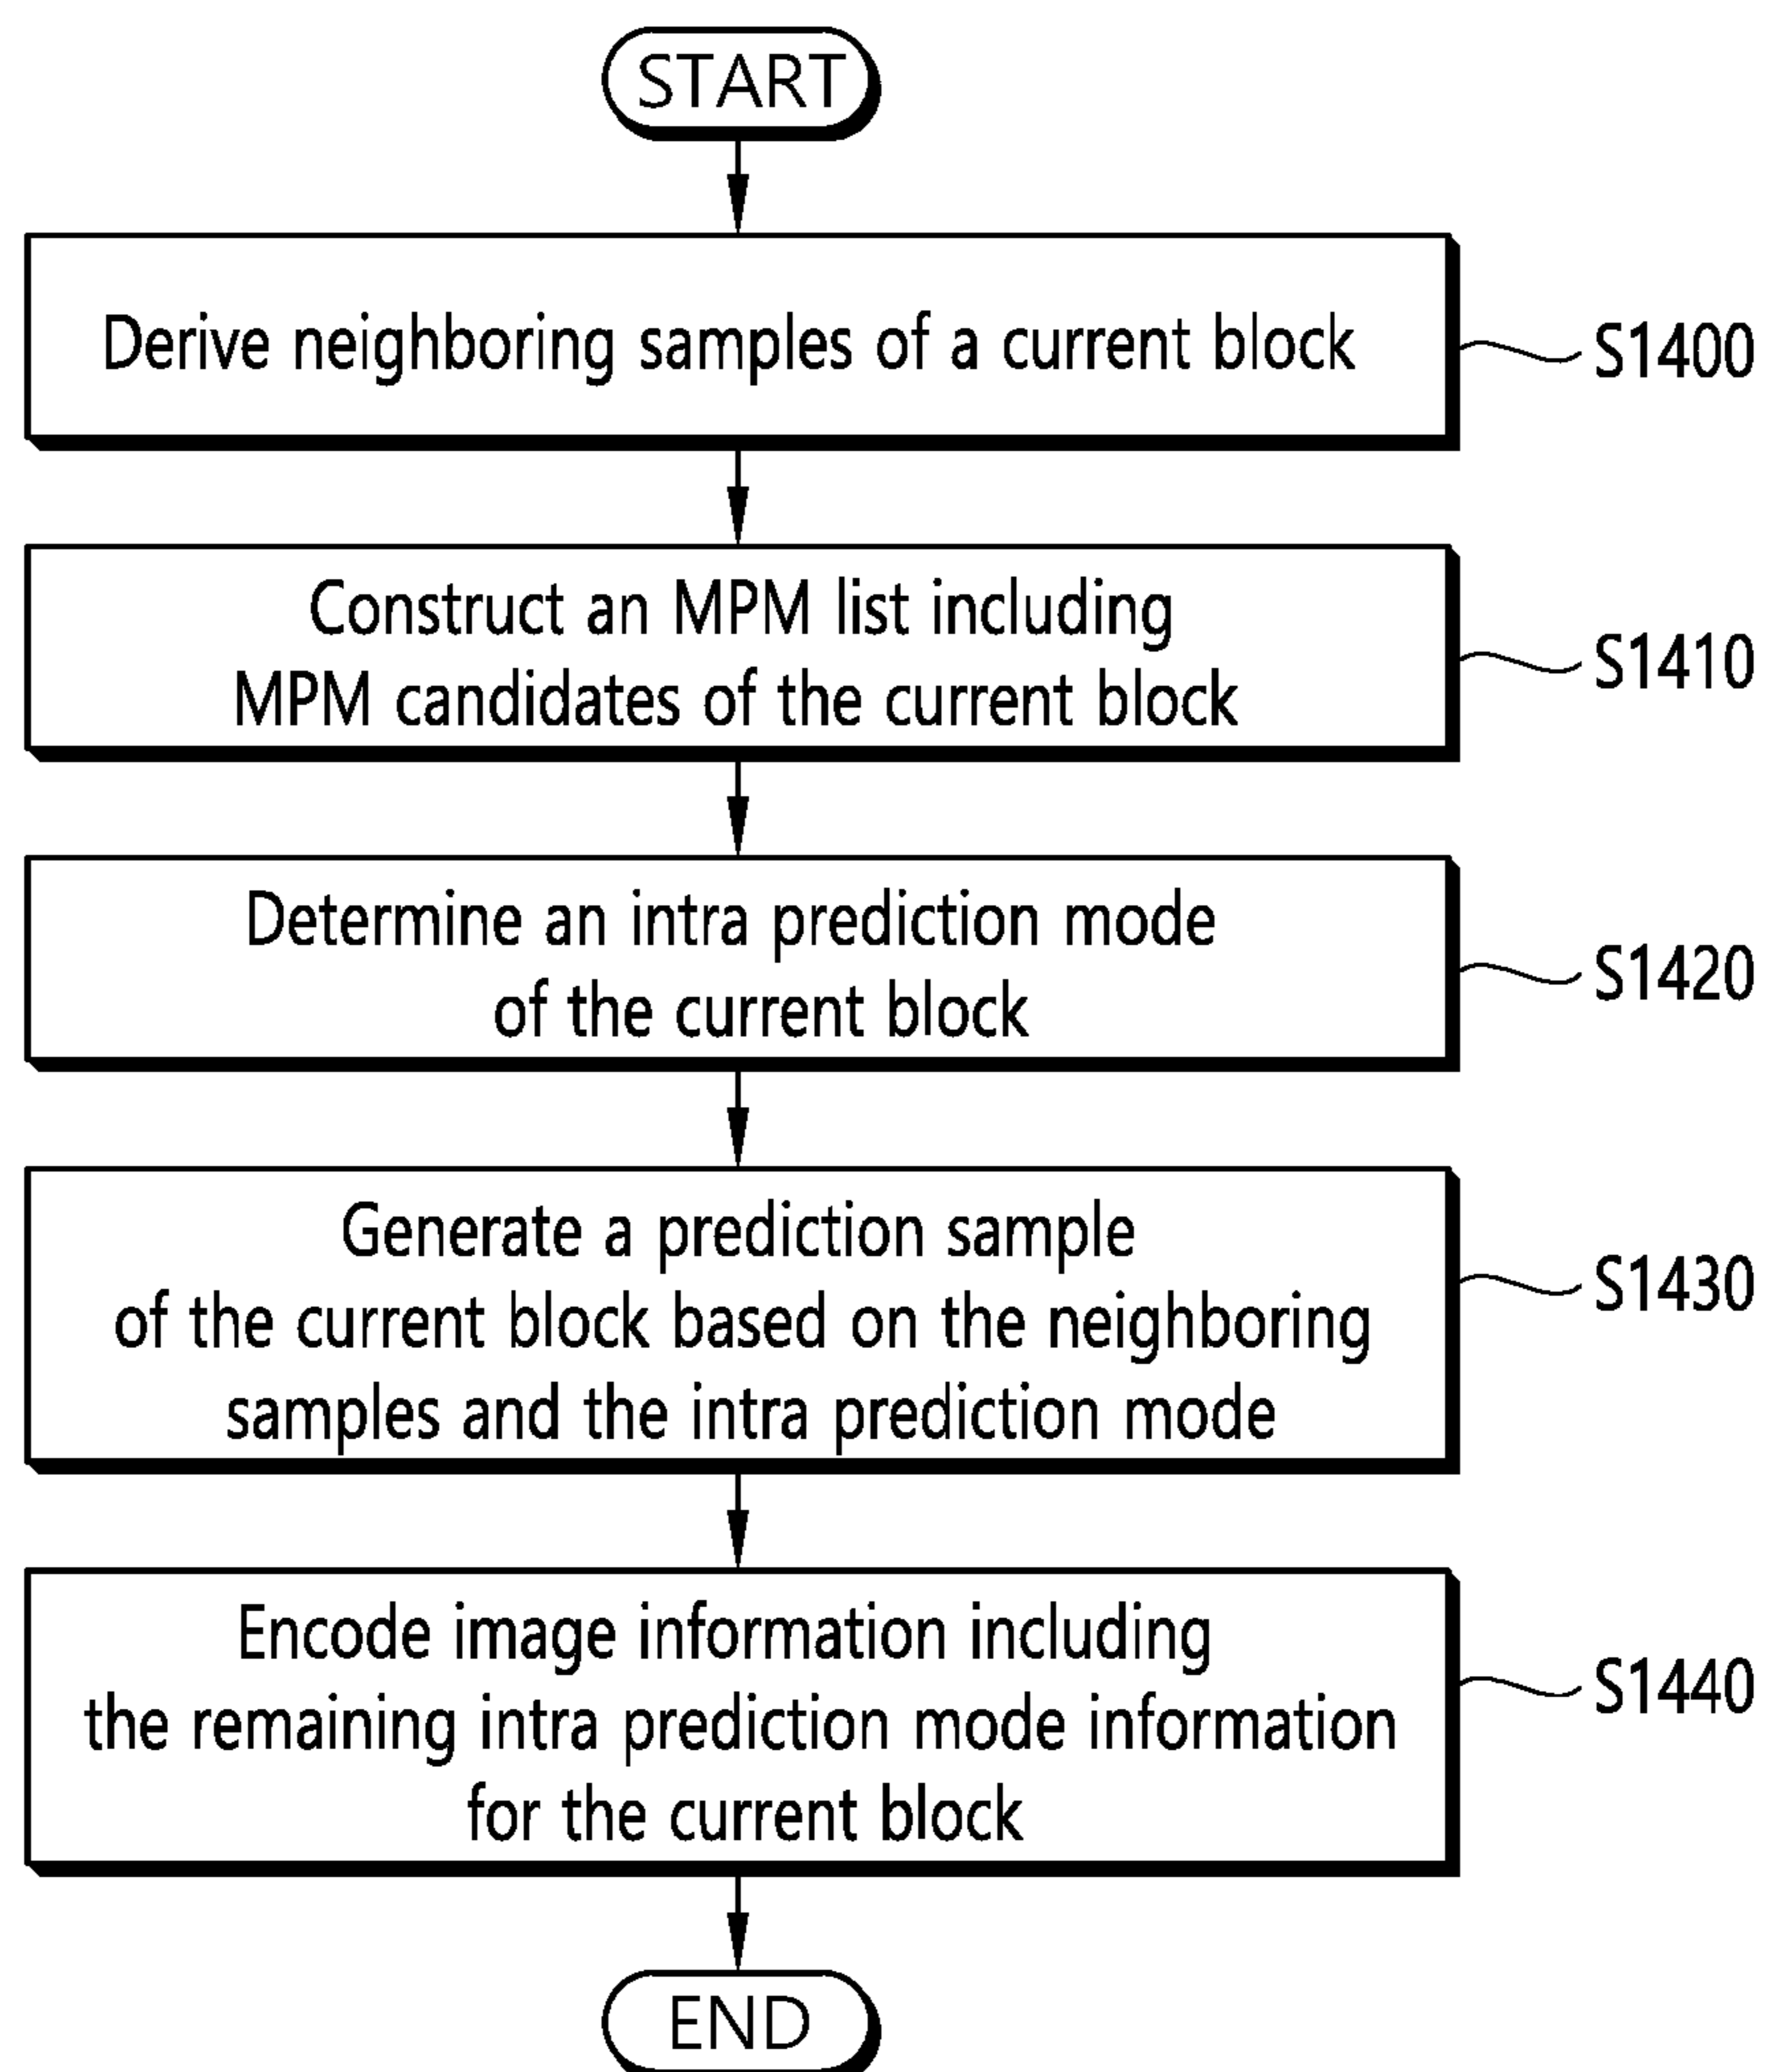 START
Derive neighboring samples of a current block
S1400
Construct an MPM list including
MPM candidates of the current block
S1410
Determine an intra prediction mode
of the current block
S1420
Generate a prediction sample
of the current block based on the neighboring
samples and the intra prediction mode
S1430
Encode image information including
the remaining intra prediction mode information
for the current block
S1440
END